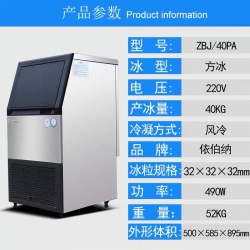 产品参数 Product information
型号: ZBJ/40PA
冰型: 方冰
电压: 220V
产冰量: 40KG
冷凝方式: 风冷
品牌: 依伯纳
冰粒规格: 32×32×32mm
功率: 490W
重量: 52KG
外形体积: 500×585×895mm